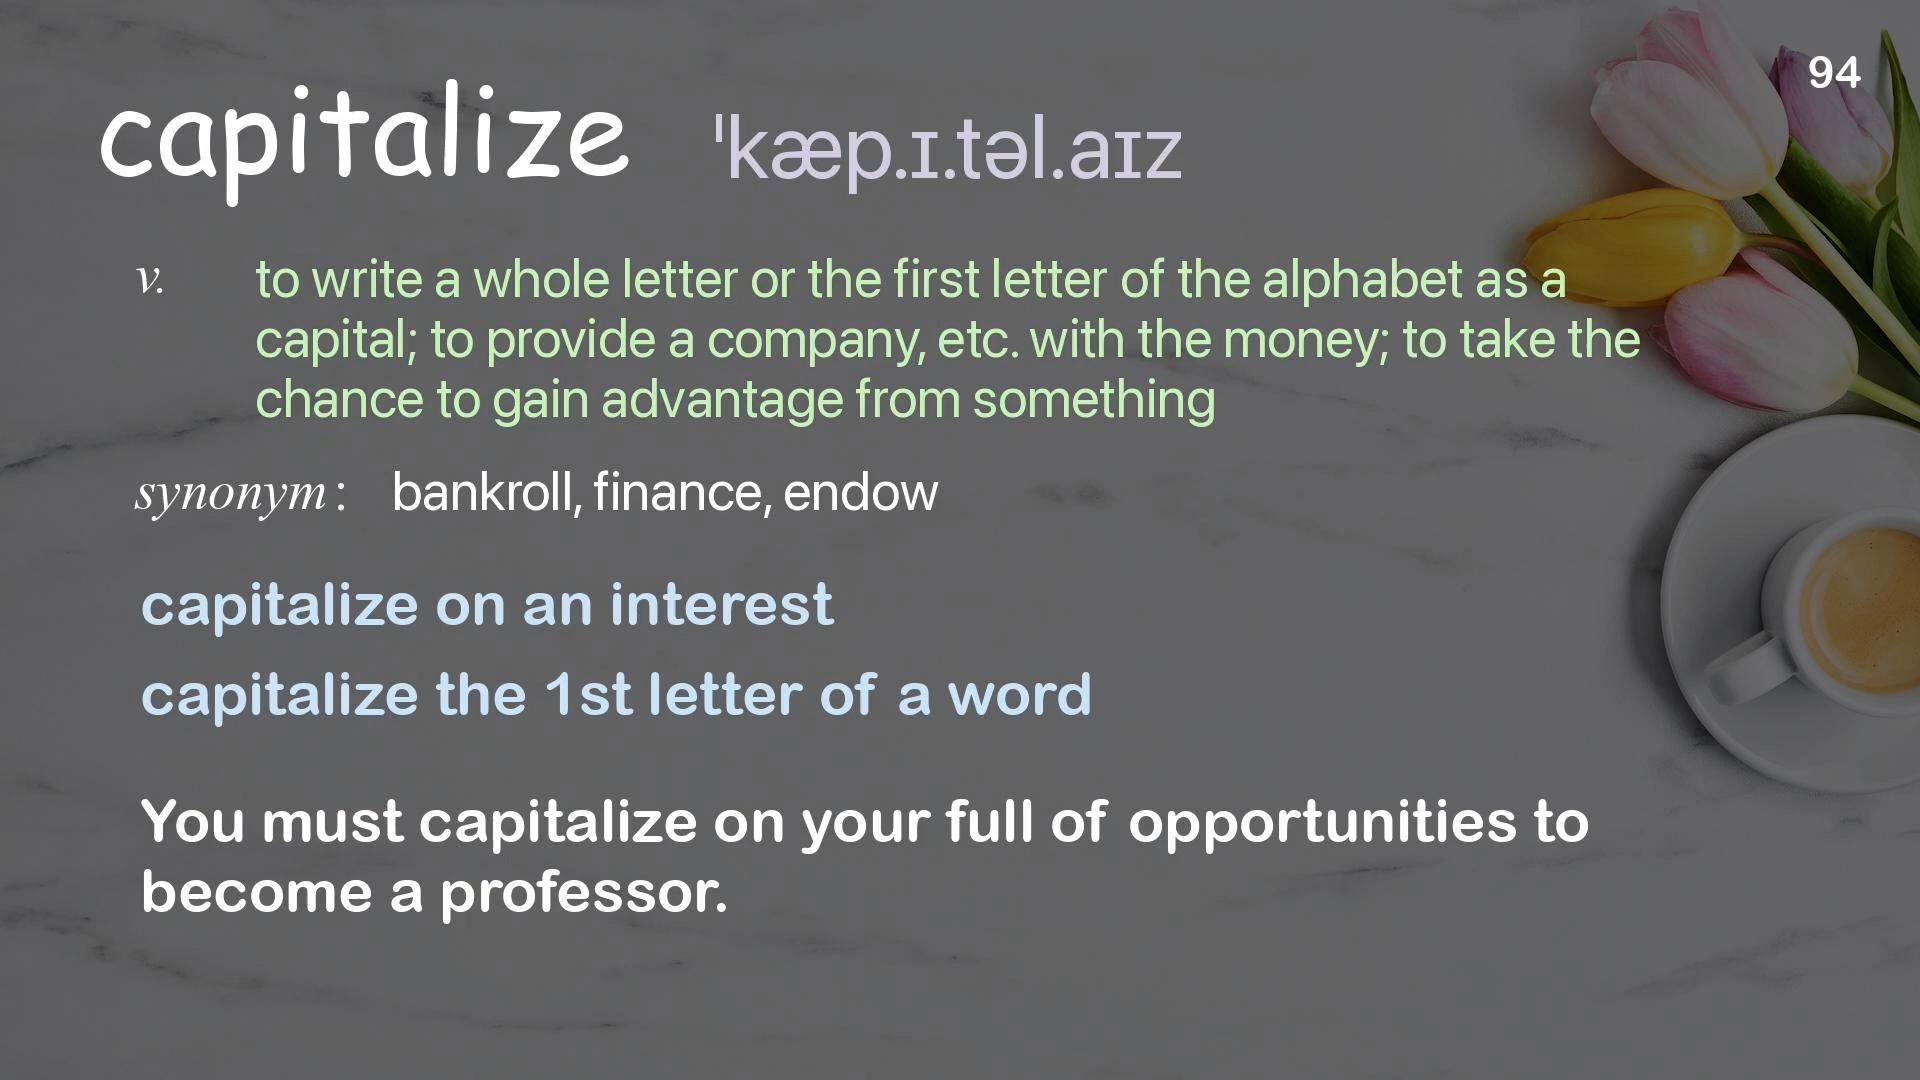 94
capitalize ˈkæp.ɪ.təl.aɪz
v. to write a whole letter or the first letter of the alphabet as a
capital; to provide a company, etc. with the money; to take the
chance to gain advantage from something
synonym : bankroll, finance, endow
capitalize on an interest
capitalize the 1st letter of a word
You must capitalize on your full of opportunities to
become a professor.